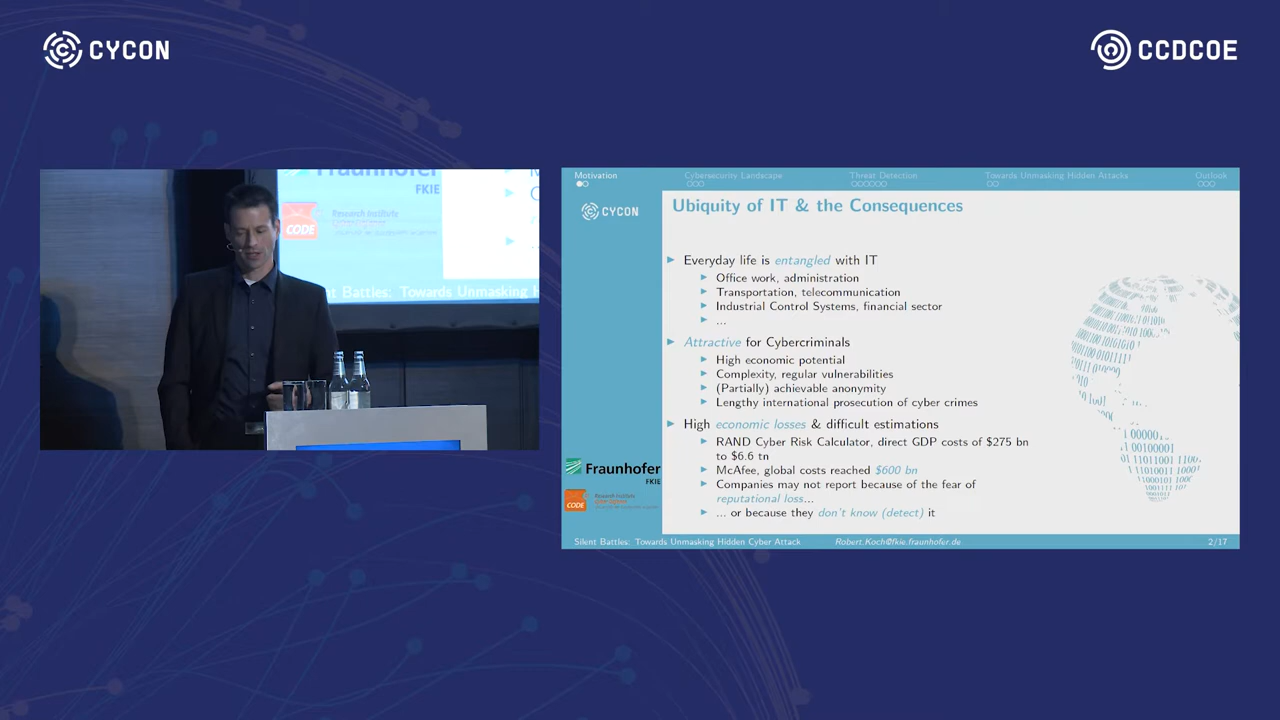 CYCON
CCDCOE
Fraunhofer
FKIE
Research Institute
CODE
Battles: Towards Unmasking H
Motivation
Cybersecurity Landscape
Threat Detection
Towards Unmasking Hidden Attacks
Outlook
CYCON
Ubiquity of IT & the Consequences
Everyday life is entangled with IT
Office work, administration
Transportation, telecommunication
Industrial Control Systems, financial sector
...
Attractive for Cybercriminals
High economic potential
Complexity, regular vulnerabilities
(Partially) achievable anonymity
Lengthy international prosecution of cyber crimes
High economic losses & difficult estimations
RAND Cyber Risk Calculator, direct GDP costs of $275 bn
to $6.6 tn
McAfee, global costs reached $600 bn
Companies may not report because of the fear of
reputational loss...
... or because they don't know (detect) it
Fraunhofer
FKIE
CODE
Research Institute
Silent Battles: Towards Unmasking Hidden Cyber Attack
Robert.Koch@fkie.fraunhofer.de
2/17